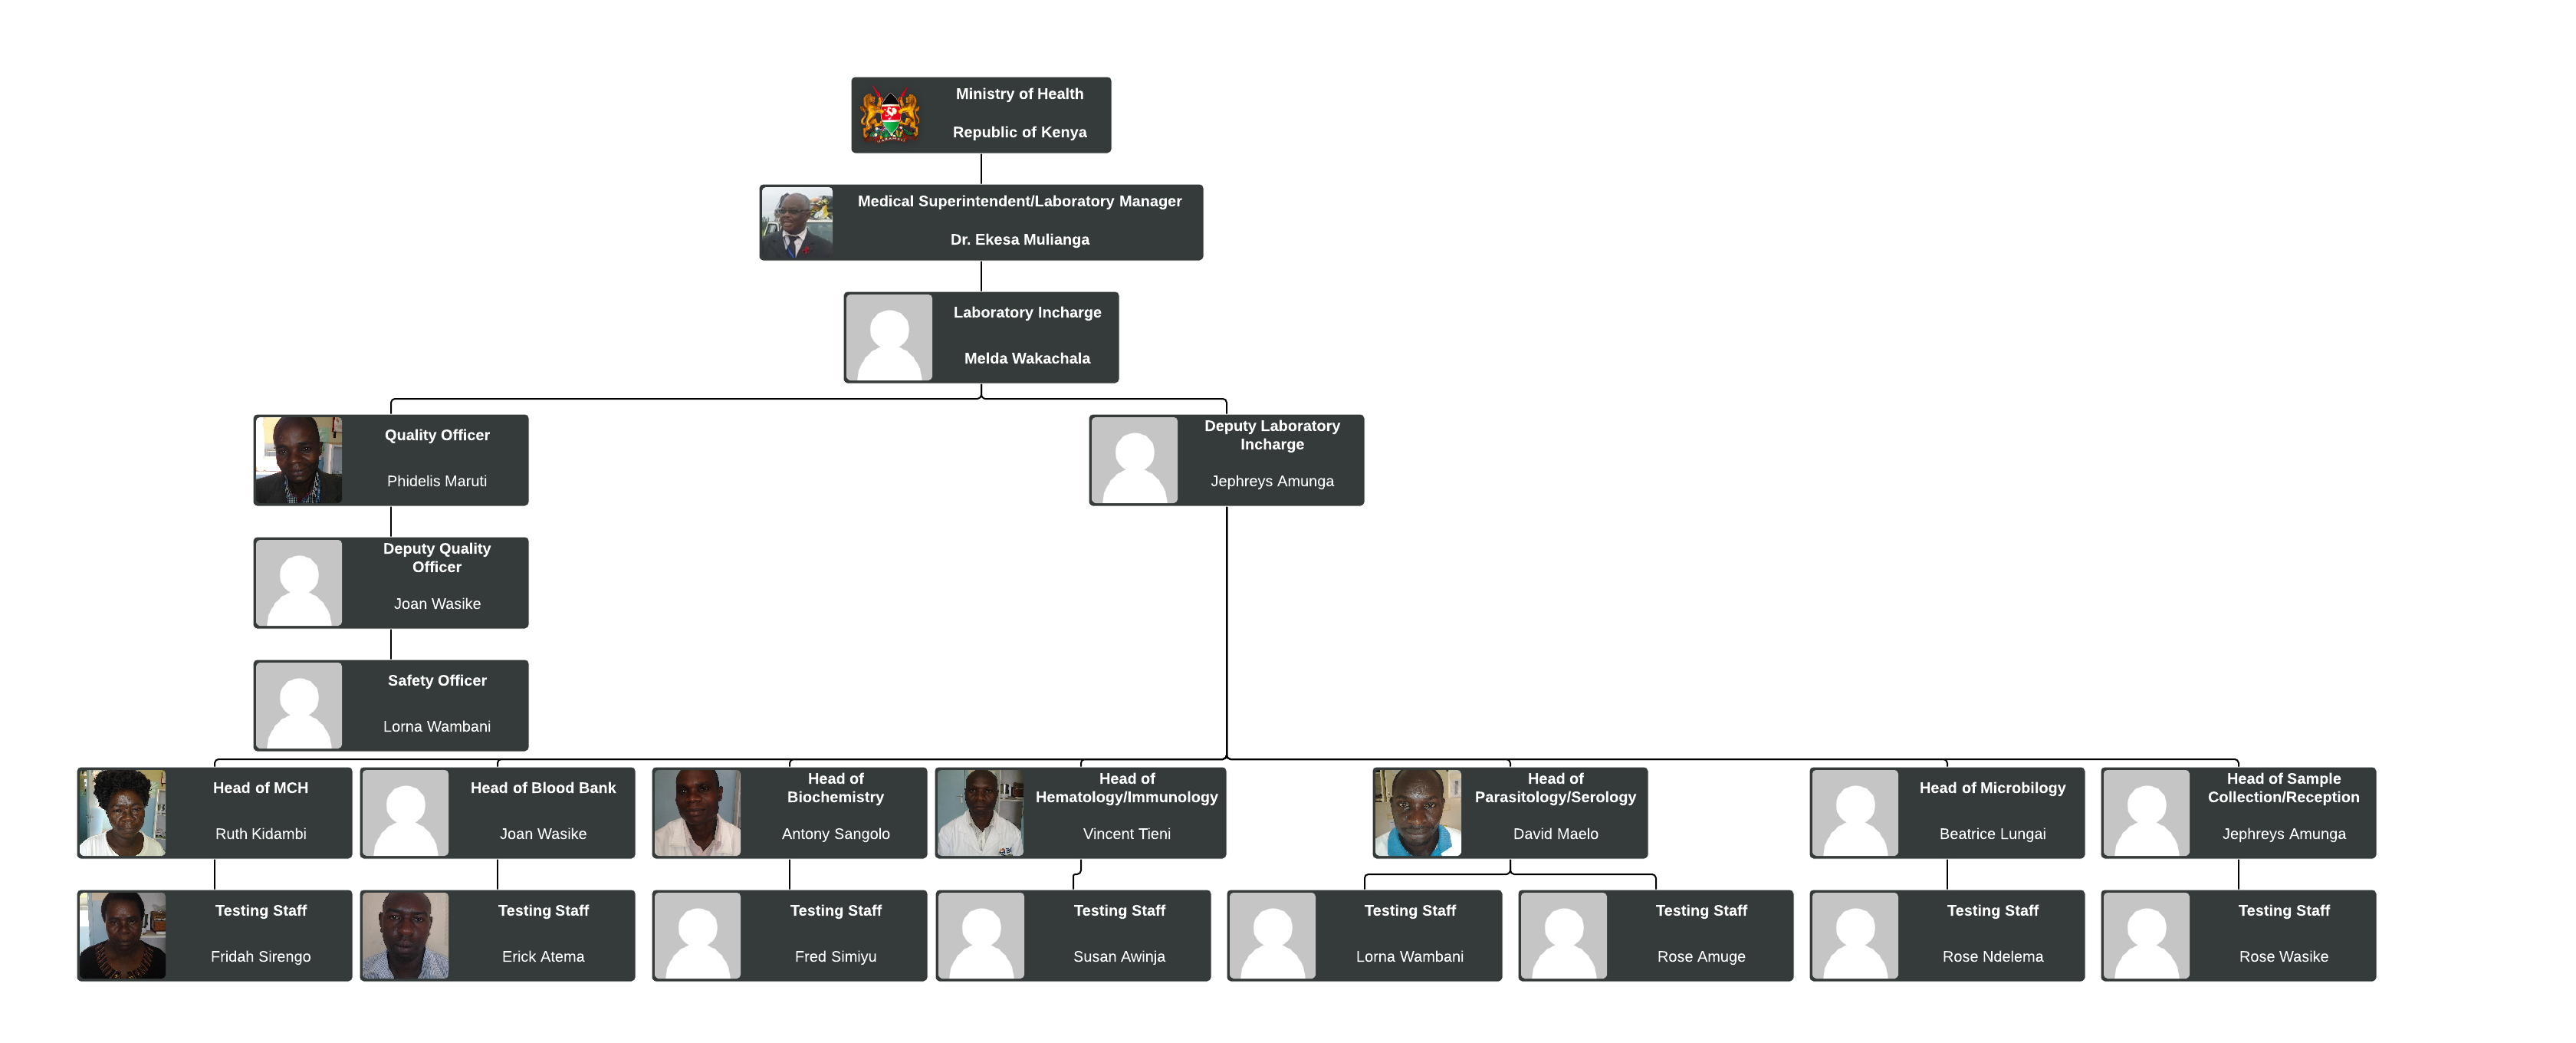 Ministry of Health
Republic of Kenya
Medical Superintendent/Laboratory Manager
Dr. Ekesa Mulianga
Laboratory Incharge
Melda Wakachala
Quality Officer
Phidelis Maruti
Deputy Laboratory
Incharge
Jephreys Amunga
Deputy Quality
Officer
Joan Wasike
Safety Officer
Lorna Wambani
Head of MCH
Ruth Kidambi
Head of Blood Bank
Joan Wasike
Head of
Biochemistry
Antony Sangolo
Head of
Hematology/Immunology
Vincent Tieni
Head of
Parasitology/Serology
David Maelo
Head of Microbilogy
Beatrice Lungai
Head of Sample
Collection/Reception
Jephreys Amunga
Testing Staff
Fridah Sirengo
Testing Staff
Erick Atema
Testing Staff
Fred Simiyu
Testing Staff
Susan Awinja
Testing Staff
Lorna Wambani
Testing Staff
Rose Amuge
Testing Staff
Rose Ndelema
Testing Staff
Rose Wasike